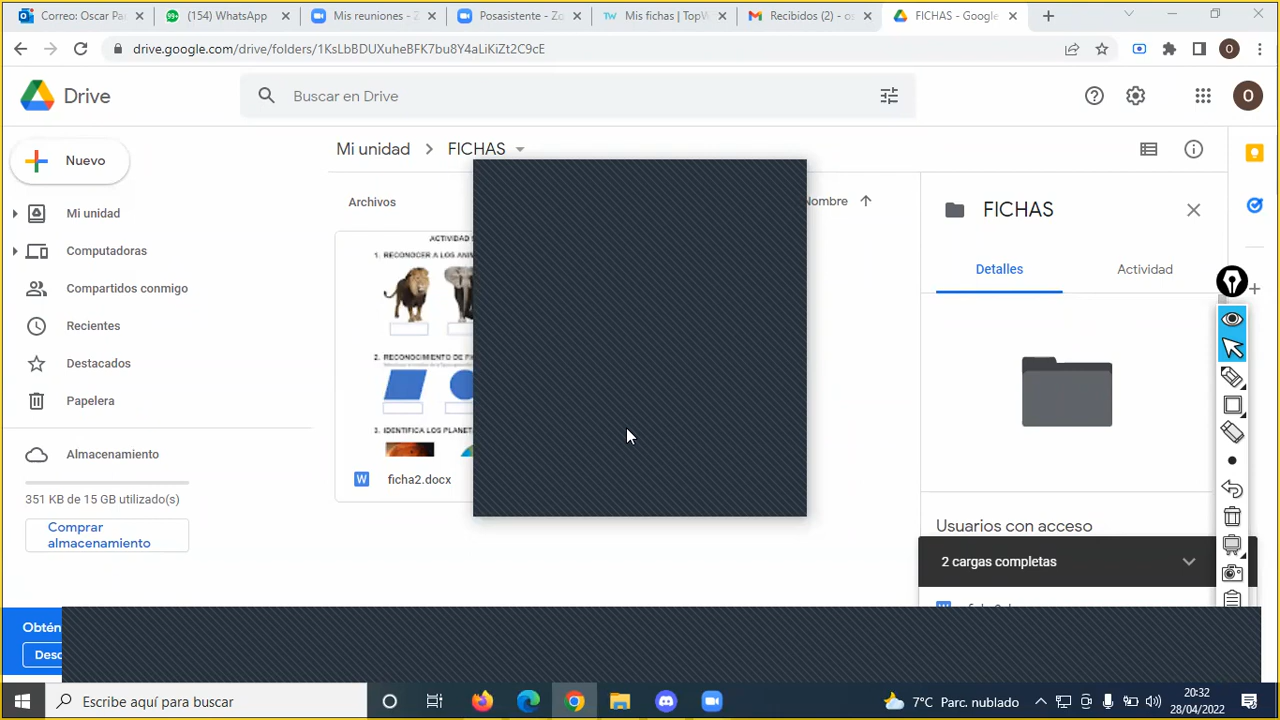 Correo: Oscar Pa
(154) WhatsApp
Mis reuniones - Z
Posasistente - Zo
Mis fichas | TopW
Recibidos (2) - os
FICHAS - Google
drive.google.com/drive/folders/1KsLbBDUXuheBFK7bu8Y4aLiKiZt2C9cE
O
Drive
Buscar en Drive
O
Nuevo
Mi unidad
FICHAS
Mi unidad
Computadoras
Compartidos conmigo
Recientes
Destacados
Papelera
Almacenamiento
351 KB de 15 GB utilizado(s)
Comprar
almacenamiento
Archivos
Nombre
ACTIVIDAD
1. RECONOCER A LOS ANI
2. RECONOCIMIENTO DE FI
3. IDENTIFICA LOS PLANET
ficha2.docx
FICHAS
Detalles
Actividad
Usuarios con acceso
2 cargas completas
Obtén
Desc
Escribe aquí para buscar
7°C Parc. nublado
20:32
28/04/2022